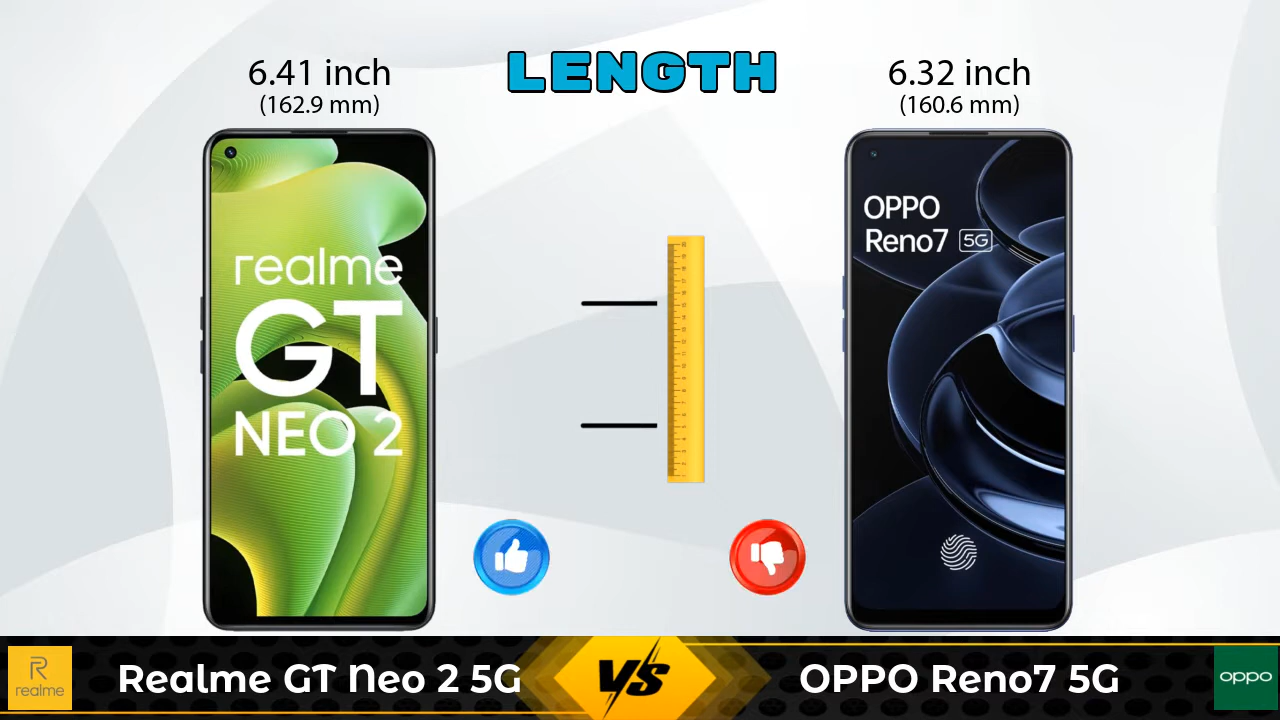 LENGTH
6.41 inch
(162.9 mm)
6.32 inch
(160.6 mm)
realme
GT
NEO 2
OPPO
Reno7 5G
realme
Realme GT Neo 2 5G
VS
OPPO Reno7 5G
oppo